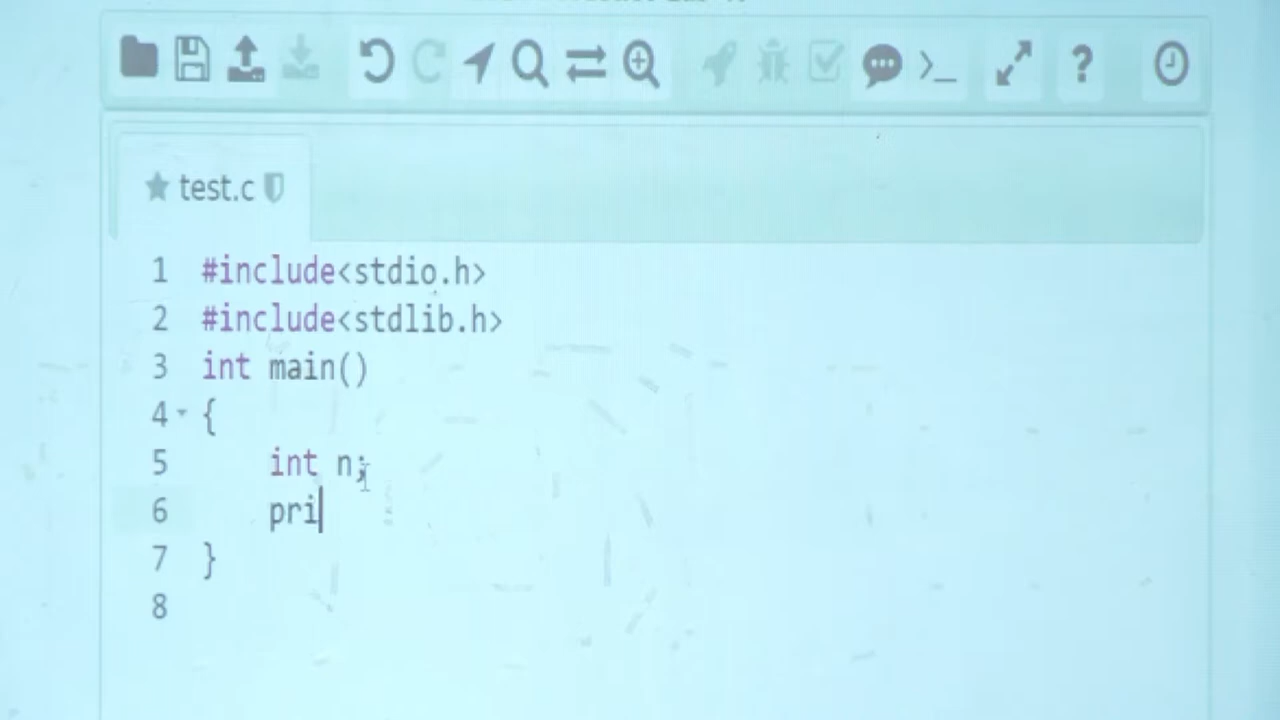 test.c
1 #include<stdio.h>
2 #include<stdlib.h>
3 int main()
4 {
5 int n;
6 pri
7 }
8